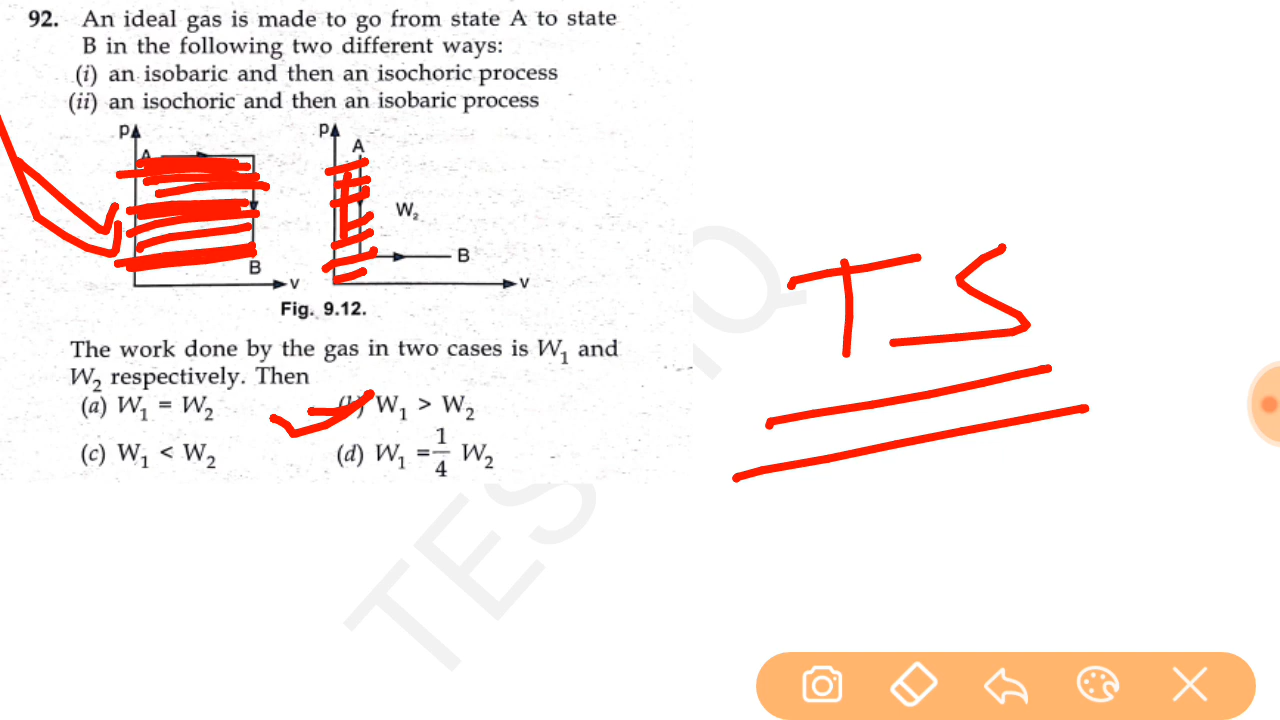 92. An ideal gas is made to go from state A to state
B in the following two different ways:
(i) an isobaric and then an isochoric process
(ii) an isochoric and then an isobaric process
P
A
B
V
P
A
W₂
B
V
Fig. 9.12.
The work done by the gas in two cases is W₁ and
W₂ respectively. Then
(a) W₁ = W₂
W₁ > W₂
(c) W₁ < W₂
(d) W₁ = 1/4 W₂
TS